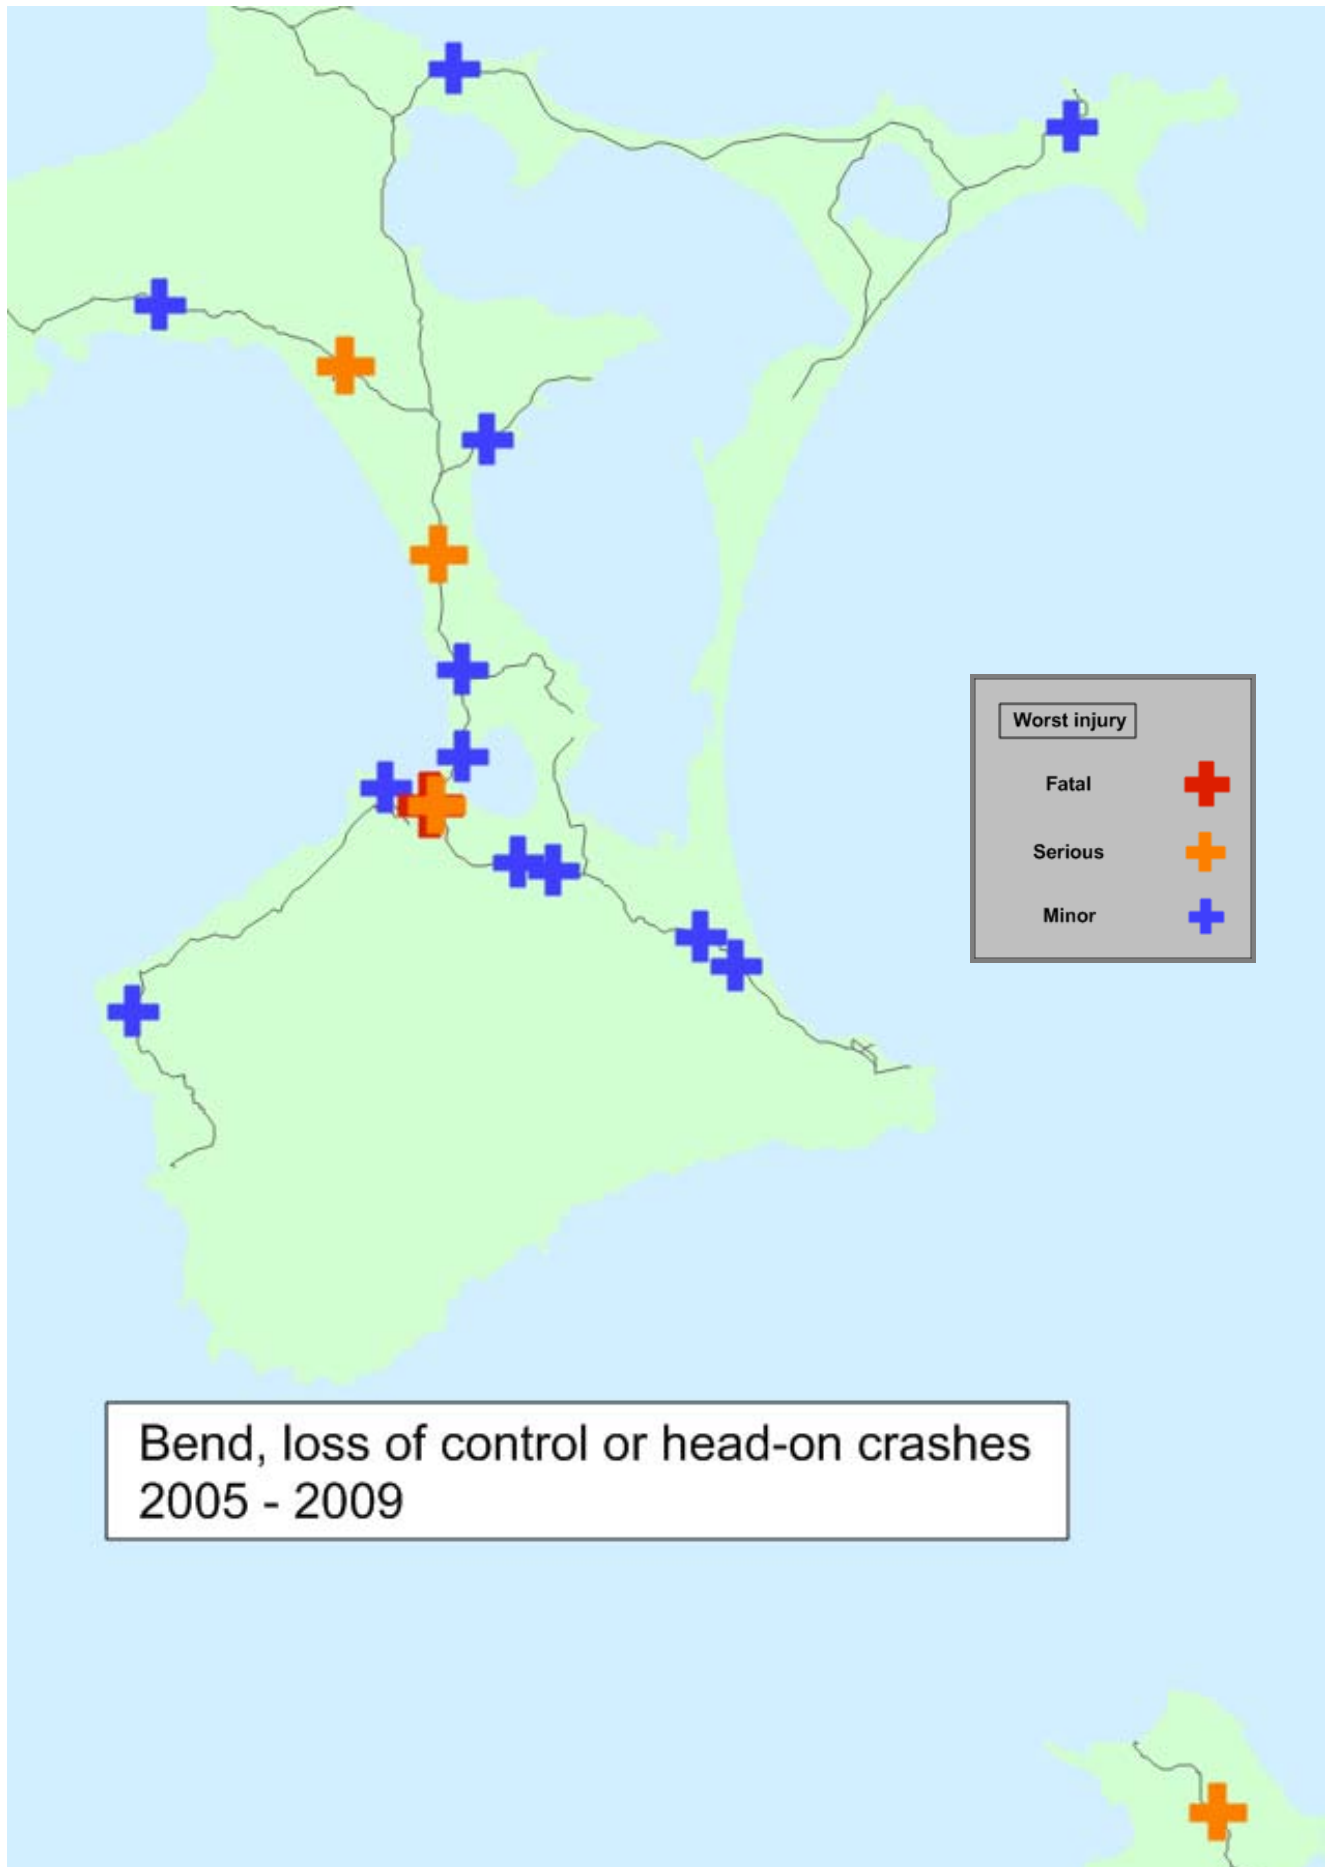 Worst injury
Fatal
Serious
Minor
Bend, loss of control or head-on crashes
2005 - 2009